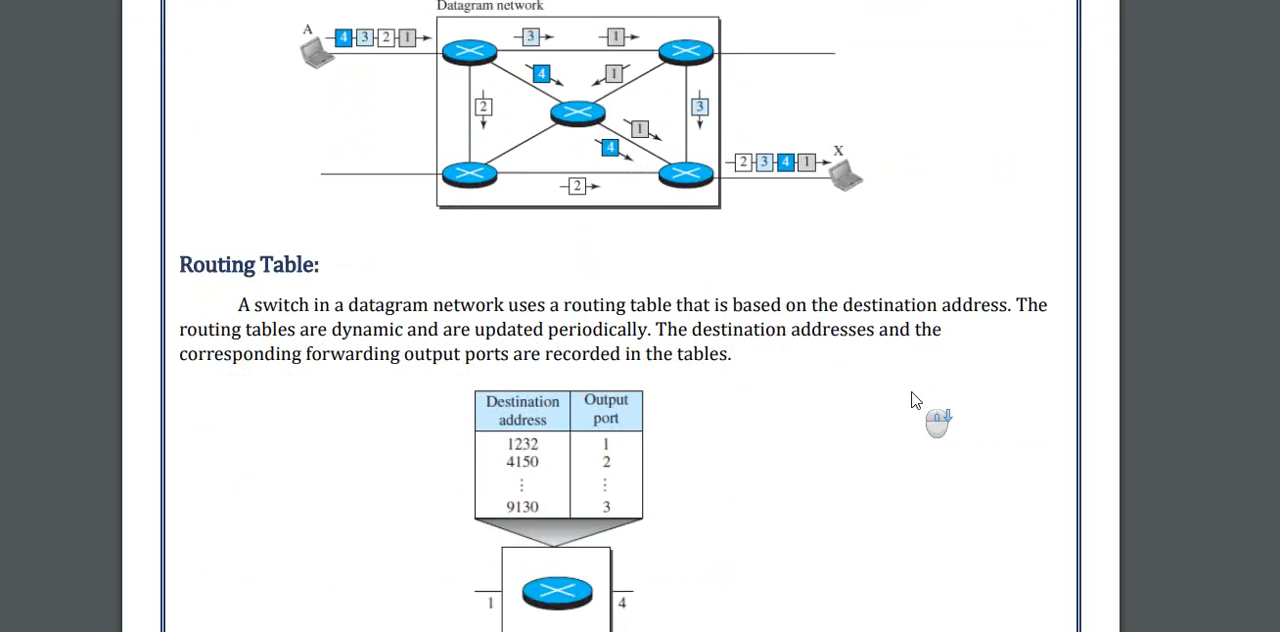 Datagram network
A
4 3 2 1
3
1
4
1
2
3
1
4
X
2 3 4 1
2
Routing Table:
A switch in a datagram network uses a routing table that is based on the destination address. The
routing tables are dynamic and are updated periodically. The destination addresses and the
corresponding forwarding output ports are recorded in the tables.
Destination address
Output port
1232 1
4150 2
⋮ ⋮
9130 3
1 4